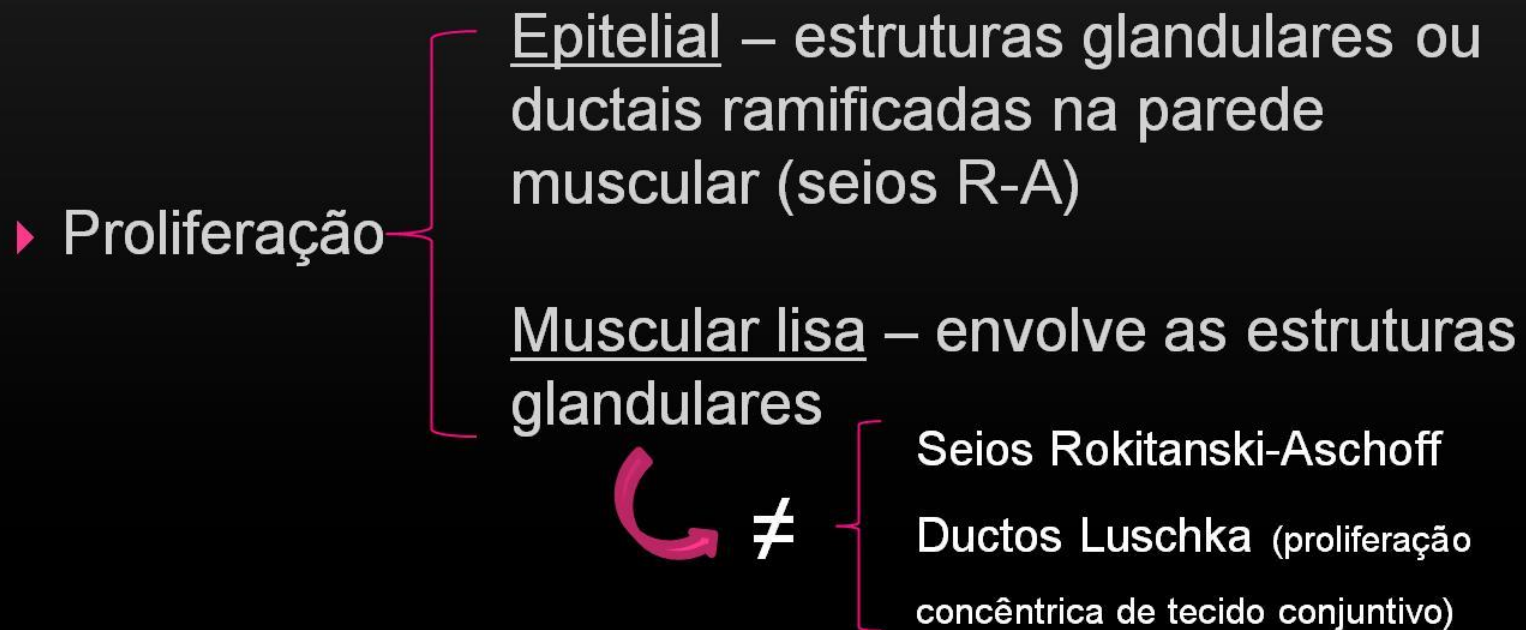 Epitelial – estruturas glandulares ou
ductais ramificadas na parede
muscular (seios R-A)
Proliferação
Muscular lisa – envolve as estruturas
glandulares
≠
Seios Rokitanski-Aschoff
Ductos Luschka (proliferação
concêntrica de tecido conjuntivo)